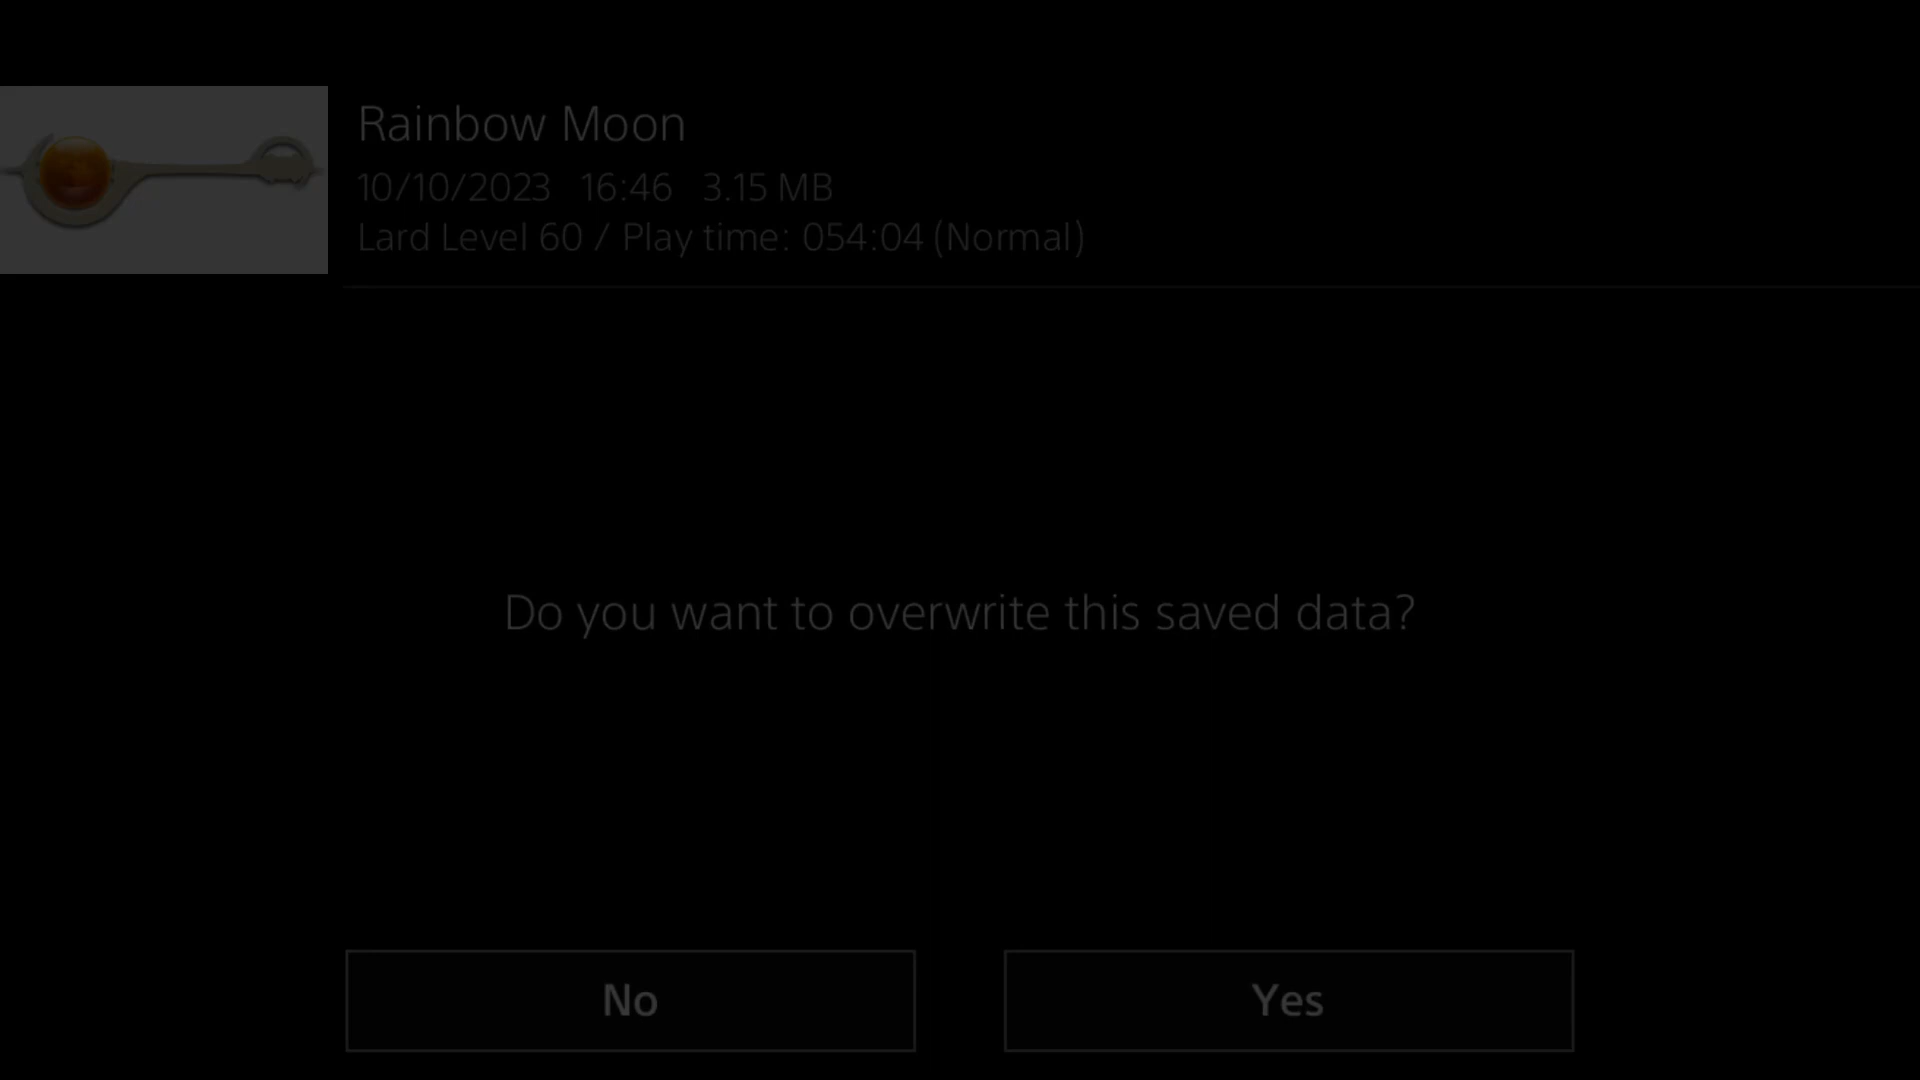 Rainbow Moon
10/10/2023 16:46 3.15 MB
Lard Level 60 / Play time: 054:04 (Normal)
Do you want to overwrite this saved data?
No
Yes